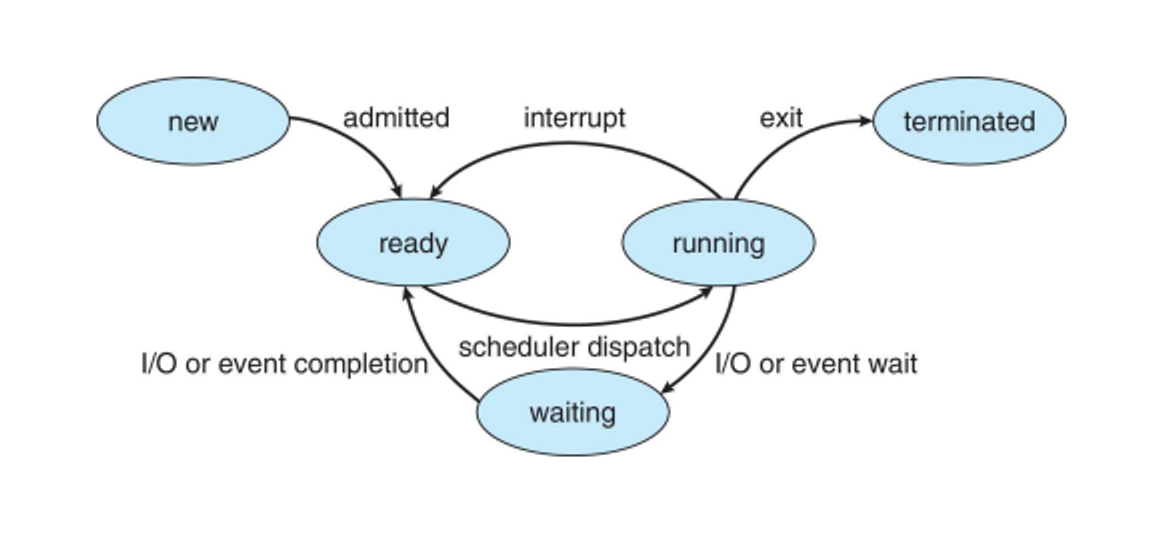 new
admitted
interrupt
exit
terminated
ready
running
scheduler dispatch
I/O or event completion
I/O or event wait
waiting